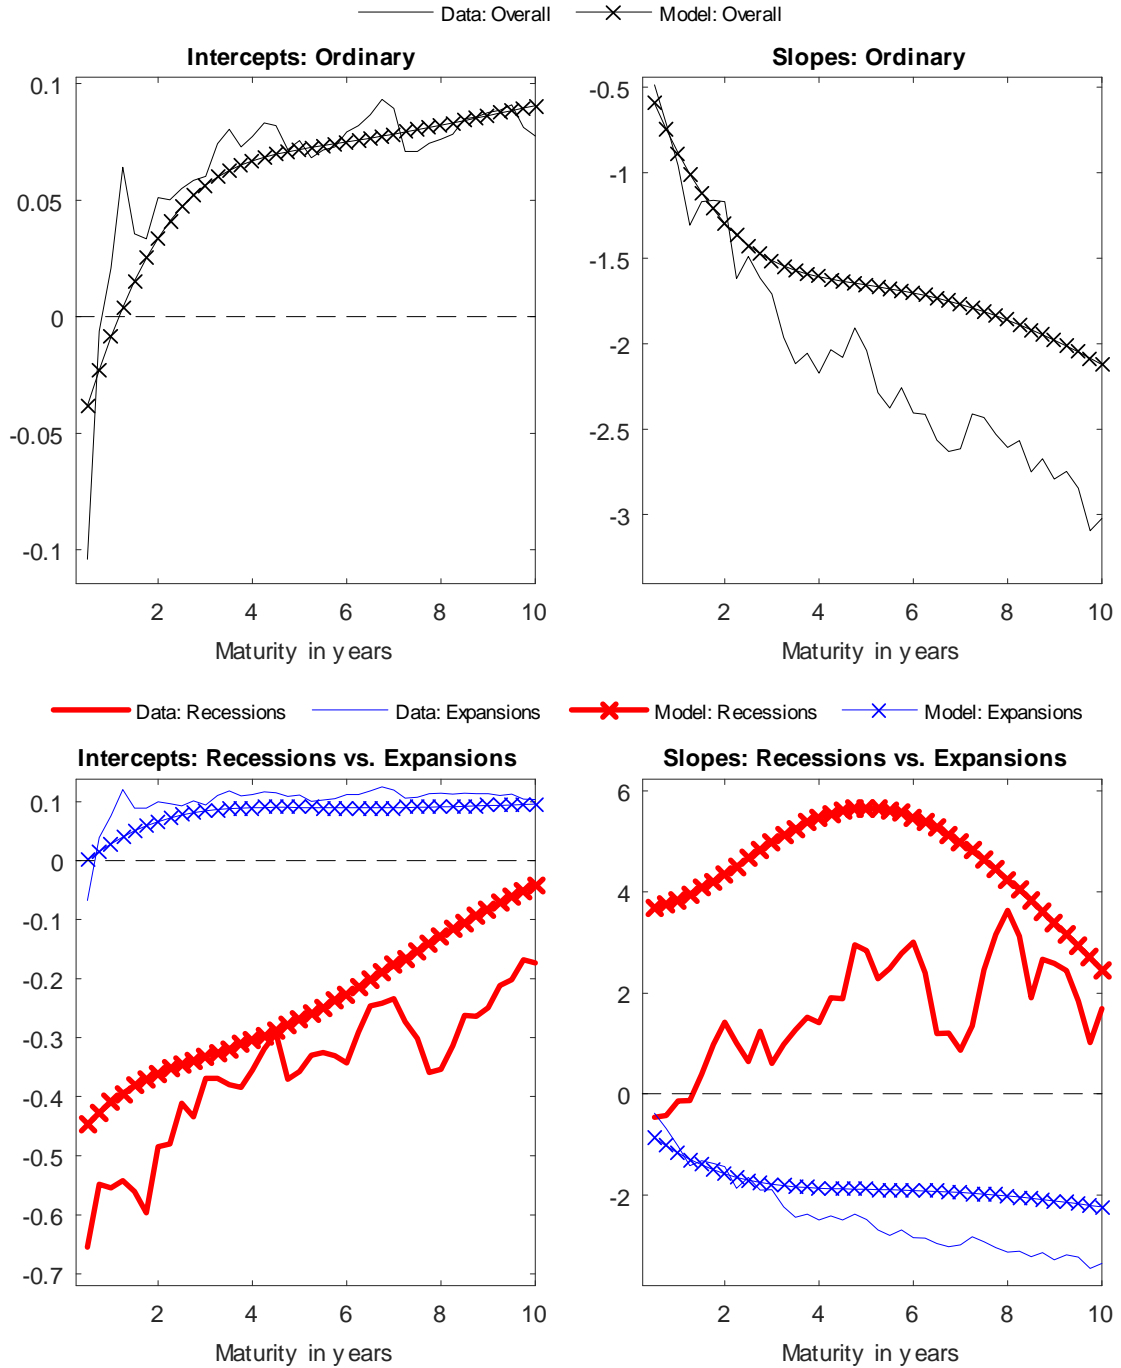 Data: Overall Model: Overall
Intercepts: Ordinary
Slopes: Ordinary
0.1
0.05
0
-0.05
-0.1
2 4 6 8 10
Maturity in years
-0.5
-1
-1.5
-2
-2.5
-3
2 4 6 8 10
Maturity in years
Data: Recessions Data: Expansions Model: Recessions Model: Expansions
Intercepts: Recessions vs. Expansions
Slopes: Recessions vs. Expansions
0.1
0
-0.1
-0.2
-0.3
-0.4
-0.5
-0.6
-0.7
2 4 6 8 10
Maturity in years
6
4
2
0
-2
2 4 6 8 10
Maturity in years